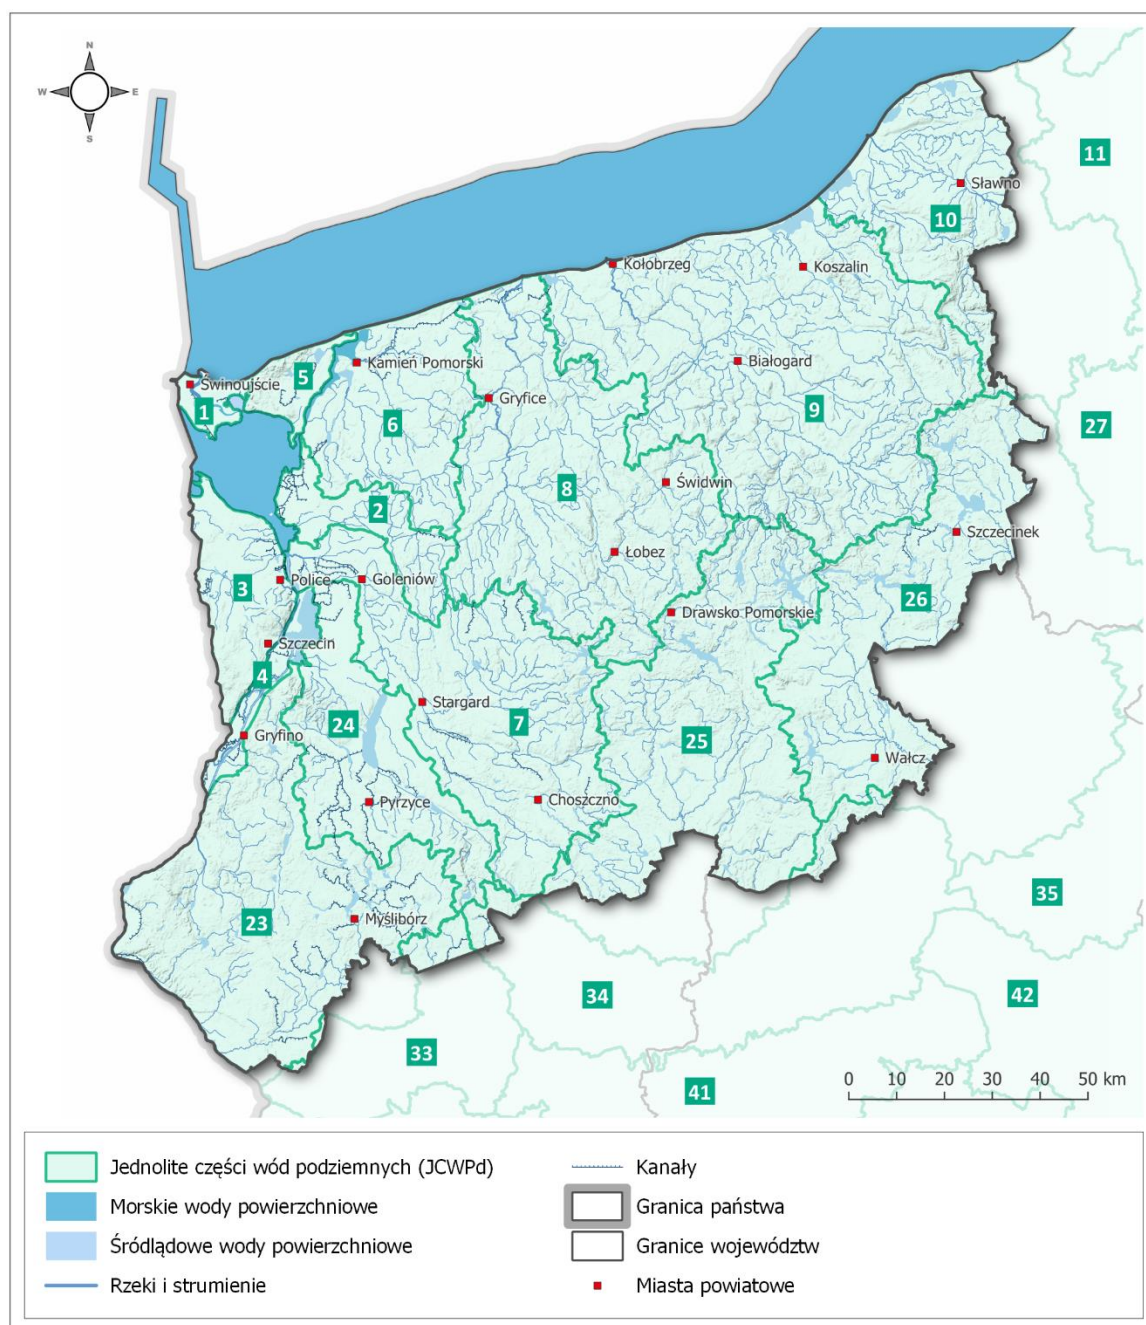 N
W E
S
11
Sławno
10
Kołobrzeg
Koszalin
Kamień Pomorski
Białogard
5
Świnoujście
1
Gryfice
6
9
27
8
Świdwin
2
Szczecinek
Łobez
Police
Goleniów
3
26
Drawsko Pomorskie
Szczecin
4
Stargard
24
7
25
Gryfino
Wałcz
Pyrzyce
Choszczno
35
23
Myślibórz
34
42
33
41
0 10 20 30 40 50 km
Jednolite części wód podziemnych (JCWPd)
Morskie wody powierzchniowe
Śródlądowe wody powierzchniowe
Rzeki i strumienie
Kanały
Granica państwa
Granice województw
Miasta powiatowe